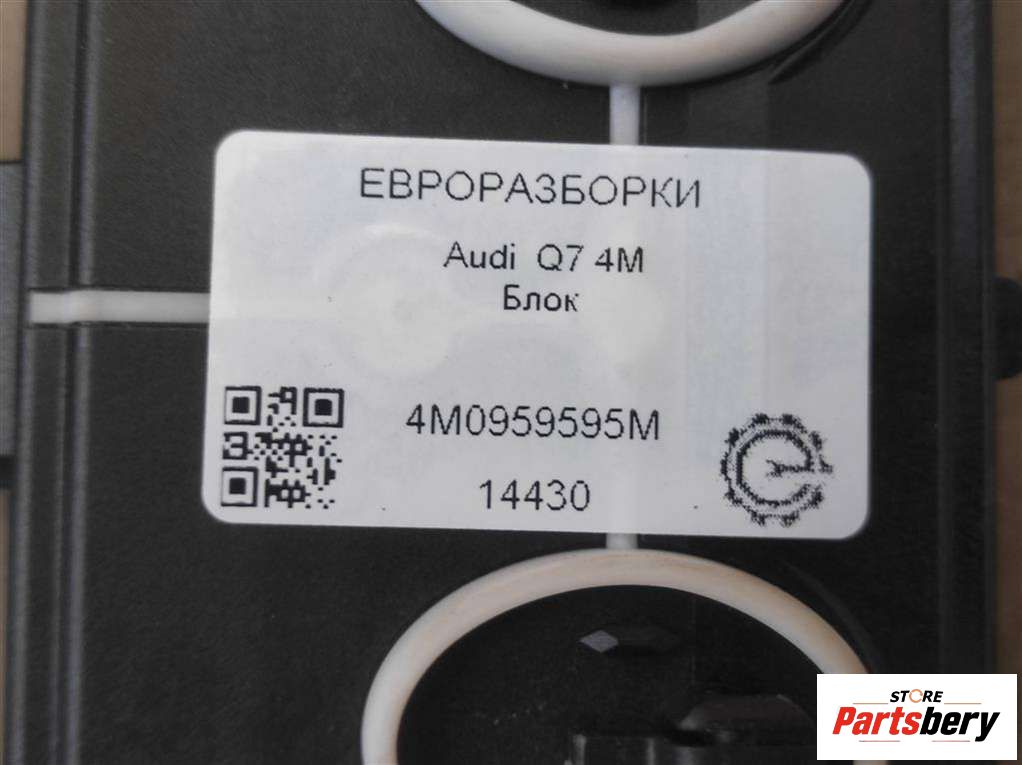 ЕВРОРАЗБОРКИ
Audi Q7 4M
Блок
4M0959595M
14430
STORE
Partsbery